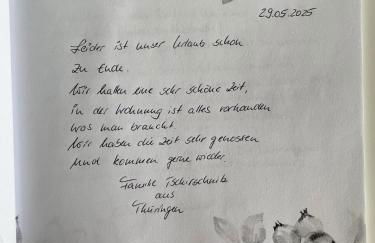 29.05.2025
Leider ist unser Urlaub schon
zu Ende.
Wir hatten eine sehr schöne Zeit,
in der Wohnung ist alles vorhanden
was man braucht.
Wir haben die Zeit sehr genossen
und kommen gerne wieder.
Familie
aus
Thüringen